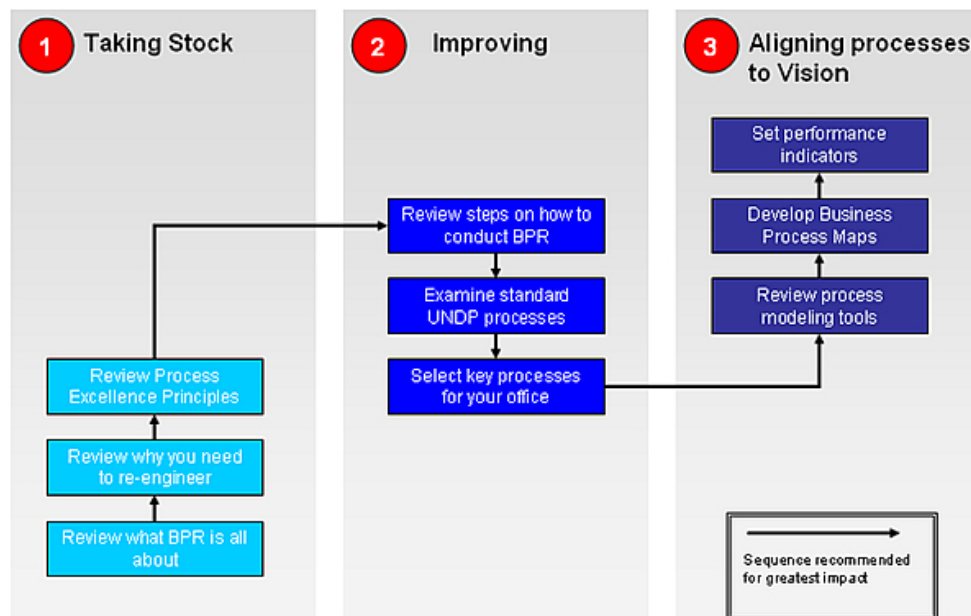 1
Taking Stock
Review Process
Excellence Principles
Review why you need
to re-engineer
Review what BPR is all
about
2
Improving
Review steps on how to
conduct BPR
Examine standard
UNDP processes
Select key processes
for your office
3
Aligning processes
to Vision
Set performance
indicators
Develop Business
Process Maps
Review process
modeling tools
Sequence recommended
for greatest impact